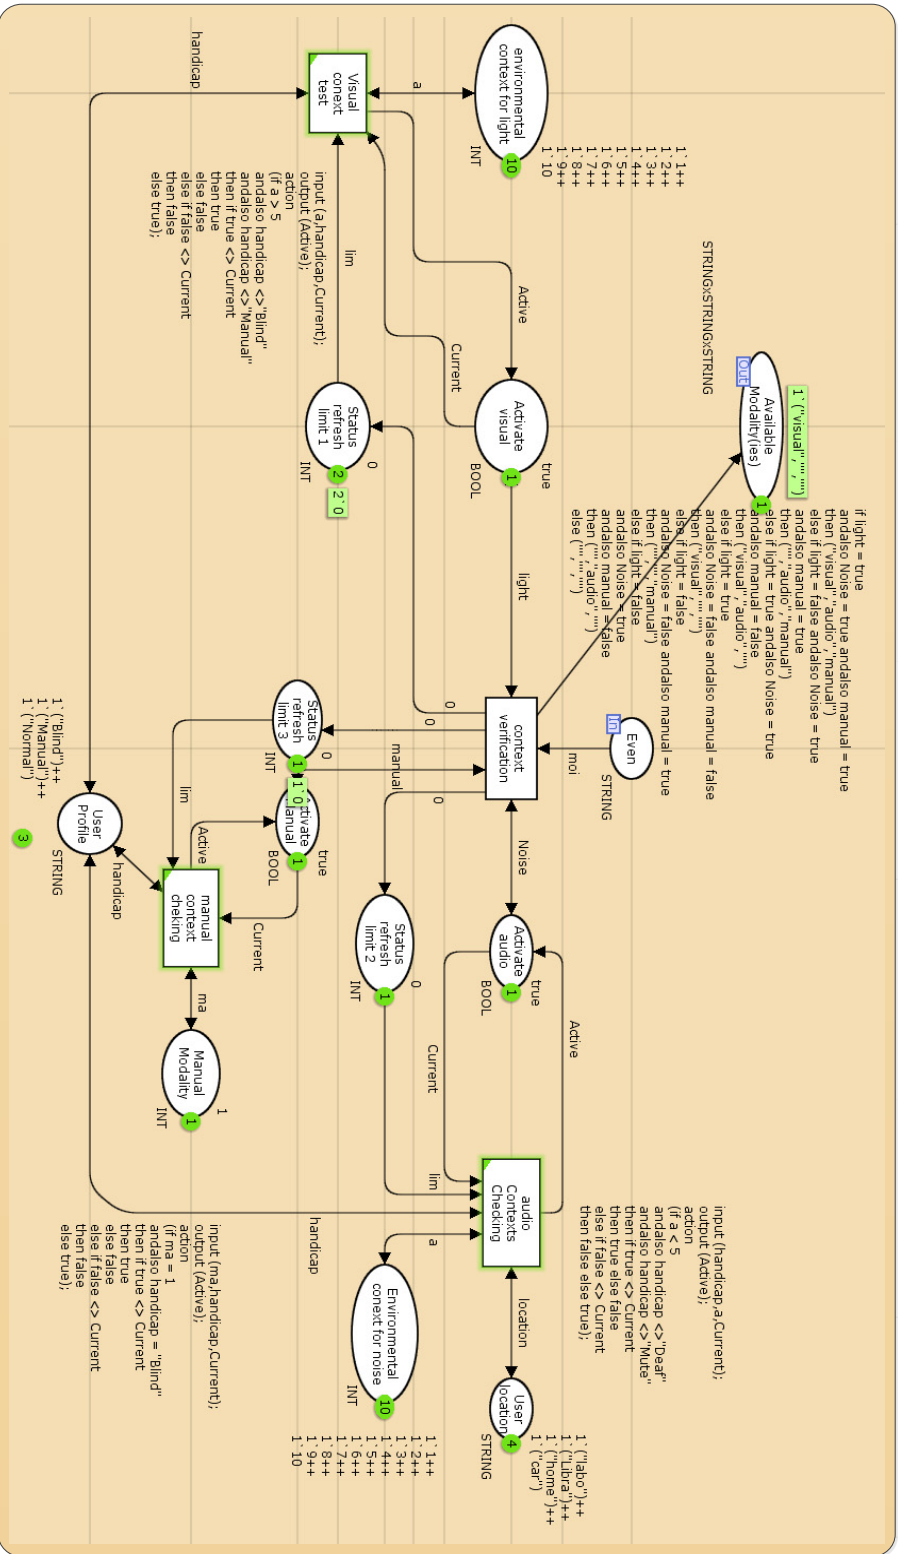 if light = true
andalso Noise = true andalso manual = true
then ("visual","audio","manual")
else if light = false andalso Noise = true
andalso manual = true
then ("","audio","manual")
else if light = true andalso Noise = true
andalso manual = false
then ("visual","audio","")
else if light = true
andalso Noise = false andalso manual = false
then ("visual","","")
else if light = false
andalso Noise = false andalso manual = true
then ("","","manual")
else if light = false
andalso Noise = true
andalso manual = false
then ("","audio","")
else ("","","")
1`("visual","","")
Available
Modality(ies)
1
Out
STRINGxSTRINGxSTRING
1`1++
1`2++
1`3++
1`4++
1`5++
1`6++
1`7++
1`8++
1`9++
1`10
environmental
context for light
10
INT
a
Visual
conext
test
handicap
input (a,handicap,Current);
output (Active);
action
(if a > 5
andalso handicap <>"Blind"
andalso handicap <>"Manual"
then if true <> Current
then true
else false
else if false <> Current
then false
else true);
Active
Current
lim
true
Activate
visual
1
BOOL
0
Status
refresh
limit 1
2
2`0
INT
light
Even
In
STRING
moi
context
verification
0
0
0
manual
Noise
0
Status
refresh
limit 3
1
1`0
INT
true
Activate
Manual
1
BOOL
lim
Active
Current
manual
context
cheking
handicap
1`("Blind")++
1`("Manual")++
1`("Normal")
3
User
Profile
STRING
ma
1
Manual
Modality
1
INT
0
Status
refresh
limit 2
1
INT
true
Activate
audio
1
BOOL
Active
Current
lim
input (handicap,a,Current);
output (Active);
action
(if a < 5
andalso handicap <>"Deaf"
andalso handicap <>"Mute"
then if true <> Current
then true else false
else if false <> Current
then false else true);
audio
Contexts
Checking
location
User
location
4
STRING
1`("labo")++
1`("Libra")++
1`("home")++
1`("car")
a
handicap
Environmental
conext for noise
10
INT
1`1++
1`2++
1`3++
1`4++
1`5++
1`6++
1`7++
1`8++
1`9++
1`10
input (ma,handicap,Current);
output (Active);
action
(if ma = 1
andalso handicap = "Blind"
then if true <> Current
then true
else false
else if false <> Current
then false
else true);